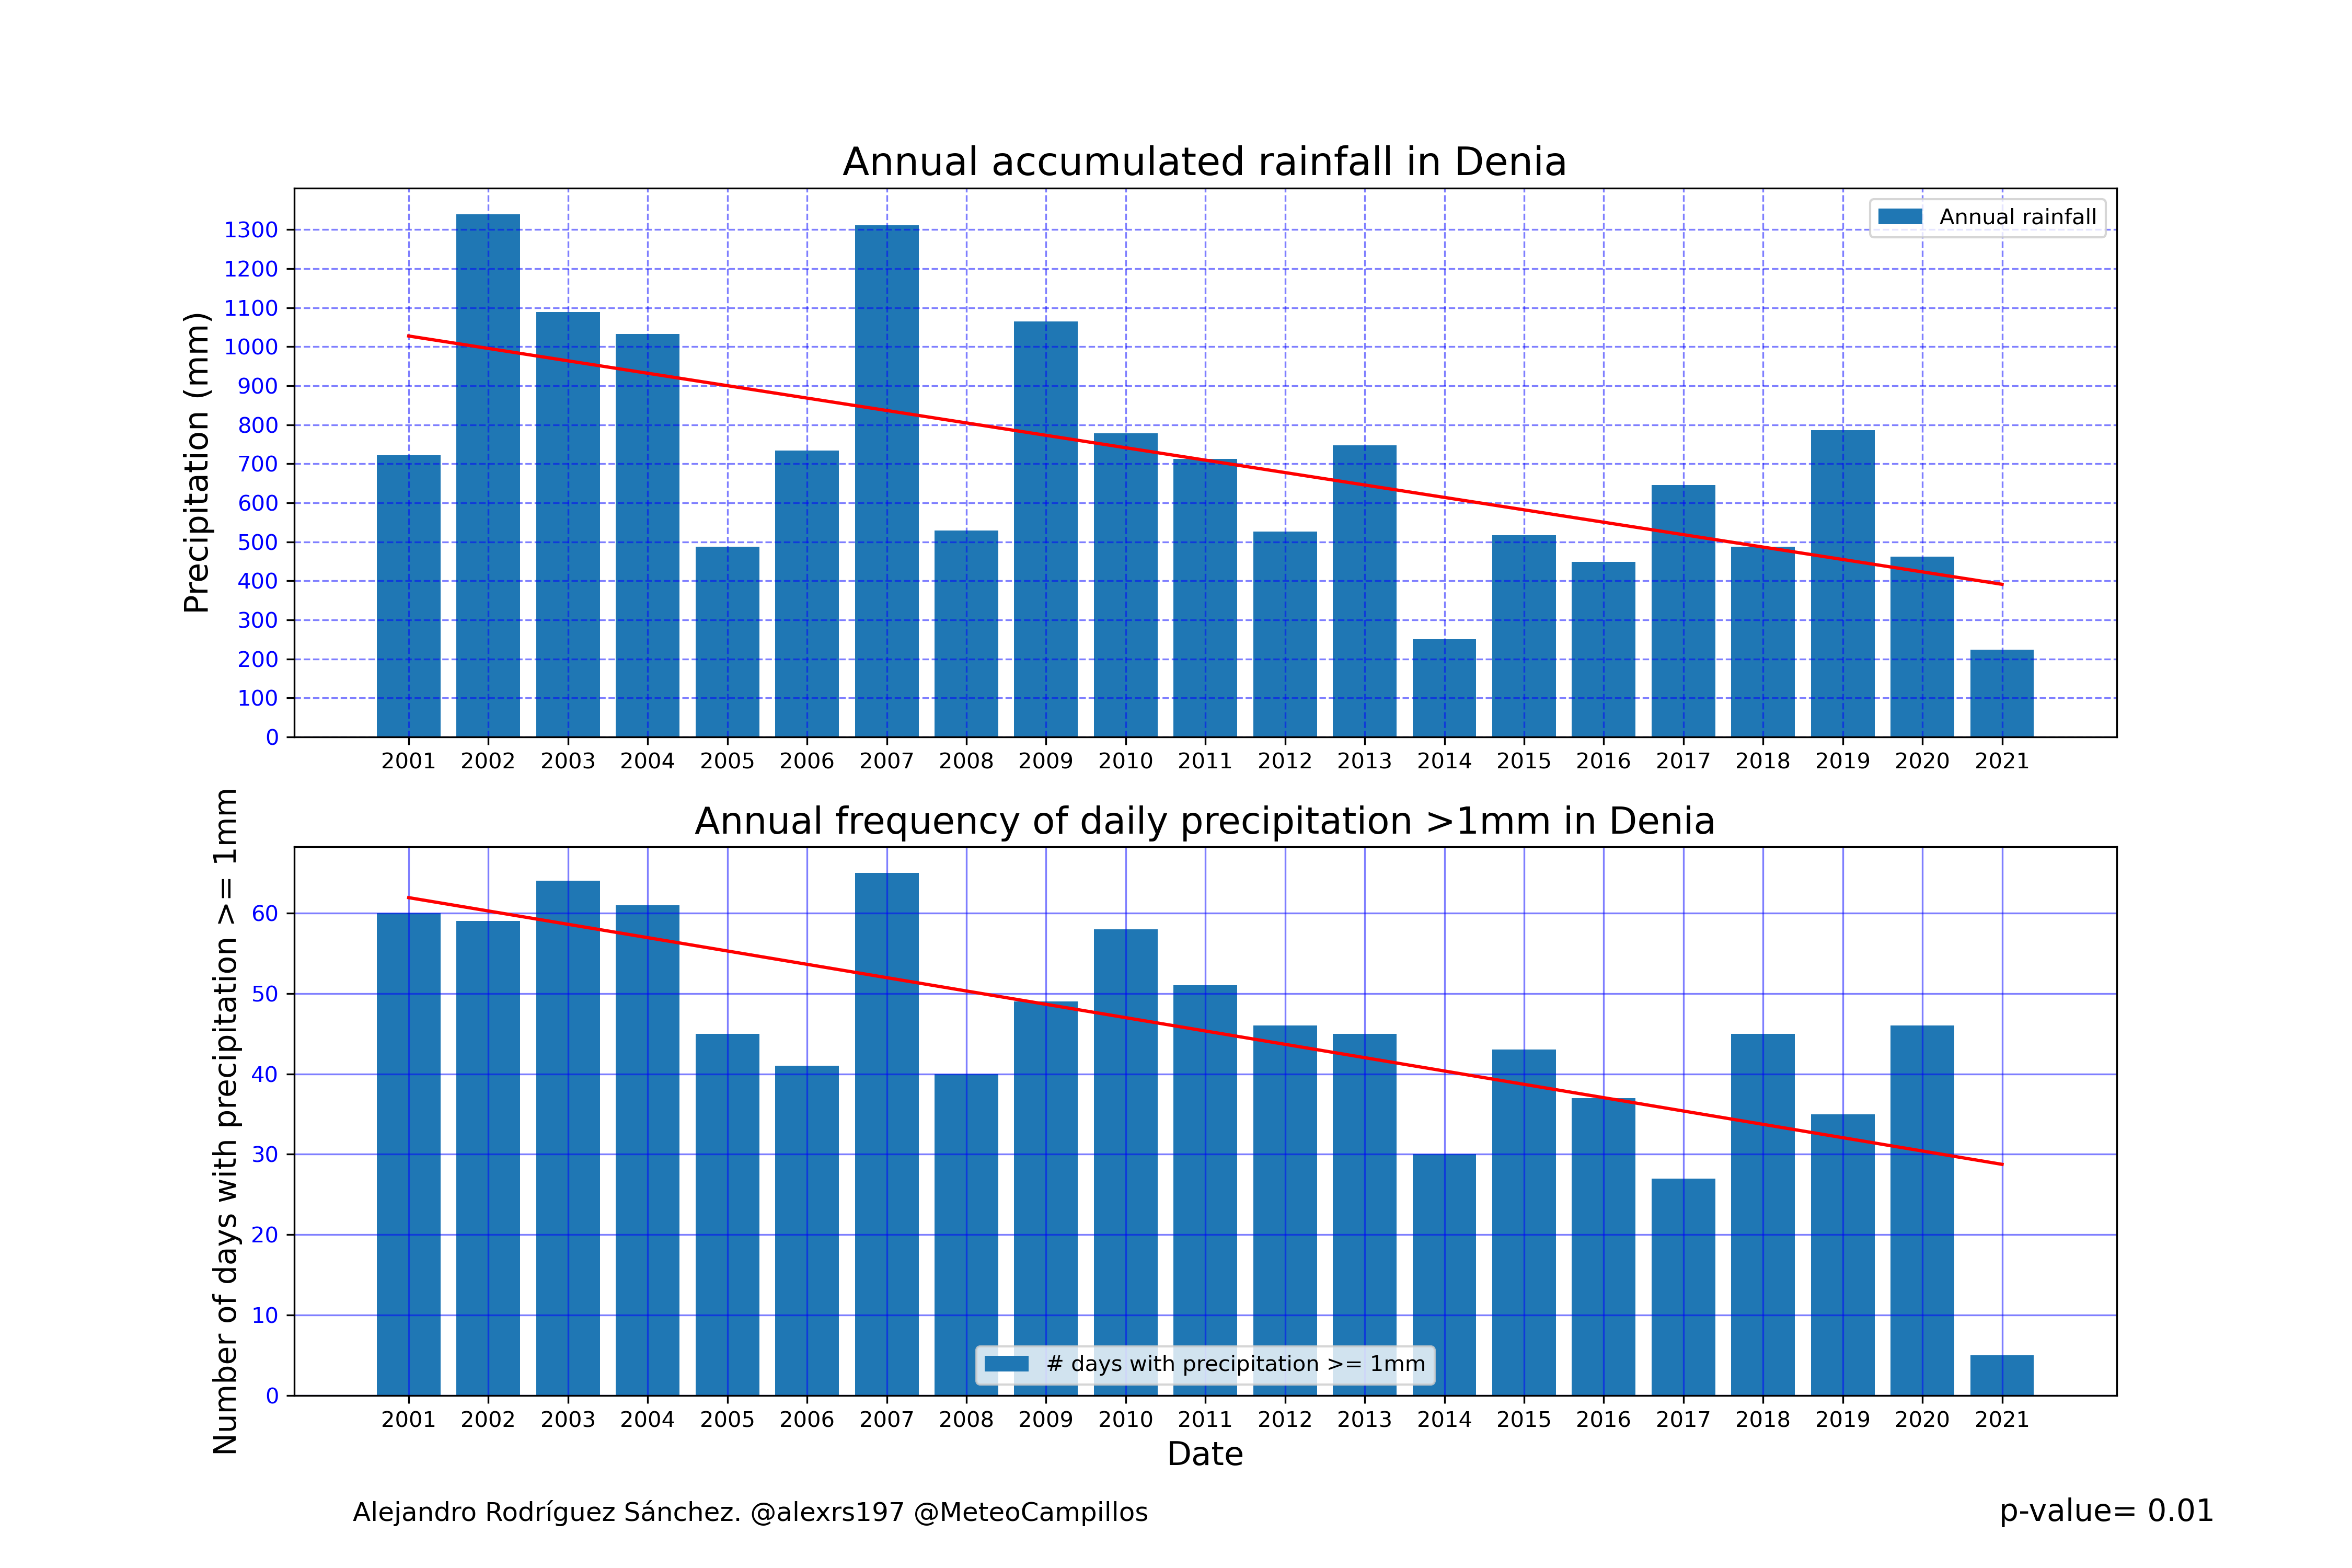 Annual accumulated rainfall in Denia
Annual rainfall
Precipitation (mm)
1300
1200
1100
1000
900
800
700
600
500
400
300
200
100
0
2001 2002 2003 2004 2005 2006 2007 2008 2009 2010 2011 2012 2013 2014 2015 2016 2017 2018 2019 2020 2021
Annual frequency of daily precipitation >1mm in Denia
Number of days with precipitation >= 1mm
60
50
40
30
20
10
0
# days with precipitation >= 1mm
2001 2002 2003 2004 2005 2006 2007 2008 2009 2010 2011 2012 2013 2014 2015 2016 2017 2018 2019 2020 2021
Date
Alejandro Rodríguez Sánchez. @alexrs197 @MeteoCampillos
p-value= 0.01